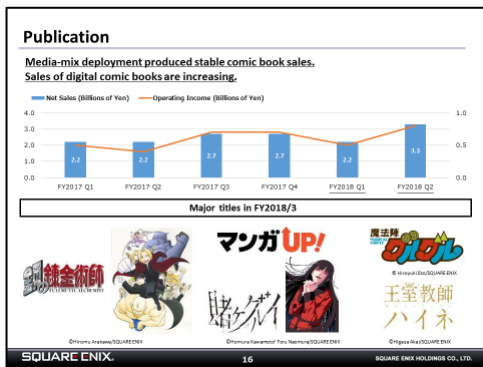 Publication
Media-mix deployment produced stable comic book sales.
Sales of digital comic books are increasing.
Net Sales (Billions of Yen) Operating Income (Billions of Yen)
4.0 1.0
3.0
2.0 0.5
1.0
0.0 0.0
2.2 2.2 2.7 2.7 2.2 3.3
FY2017 Q1 FY2017 Q2 FY2017 Q3 FY2017 Q4 FY2018 Q1 FY2018 Q2
Major titles in FY2018/3
鋼錬金術師
FULLMETAL ALCHEMIST
©Hiromu Arakawa/SQUARE ENIX
マンガUP!
賭ケグルイ
©Homura Kawamoto・Toru Naomura/SQUARE ENIX
魔法陣
グルグル
© Hiroyuki Eto/SQUARE ENIX
王室教師
ハイネ
©Higasa Akai/SQUARE ENIX
SQUARE ENIX. 16 SQUARE ENIX HOLDINGS CO., LTD.